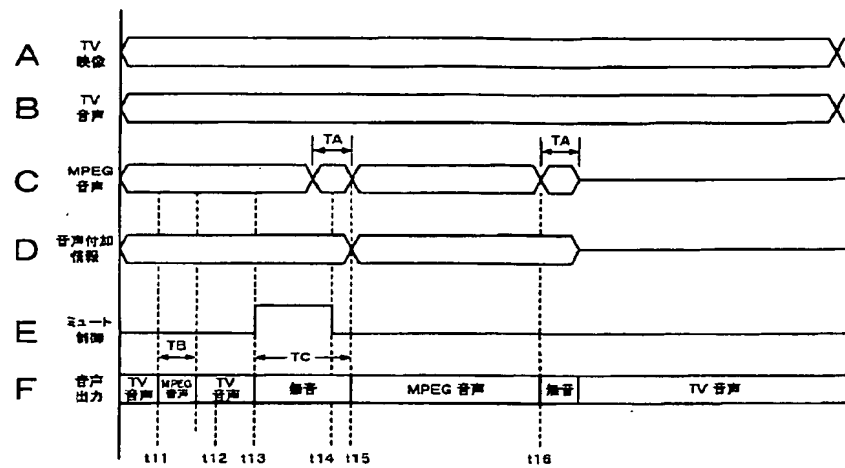 A
TV
映像
B
TV
音声
TA
TA
C
MPEG
音声
D
音声付加
情報
E
ミュート
制御
TB
TC
F
音声
出力
TV
音声
MPEG
音声
TV
音声
無音
MPEG 音声
無音
TV 音声
t11
t12
t13
t14
t15
t16